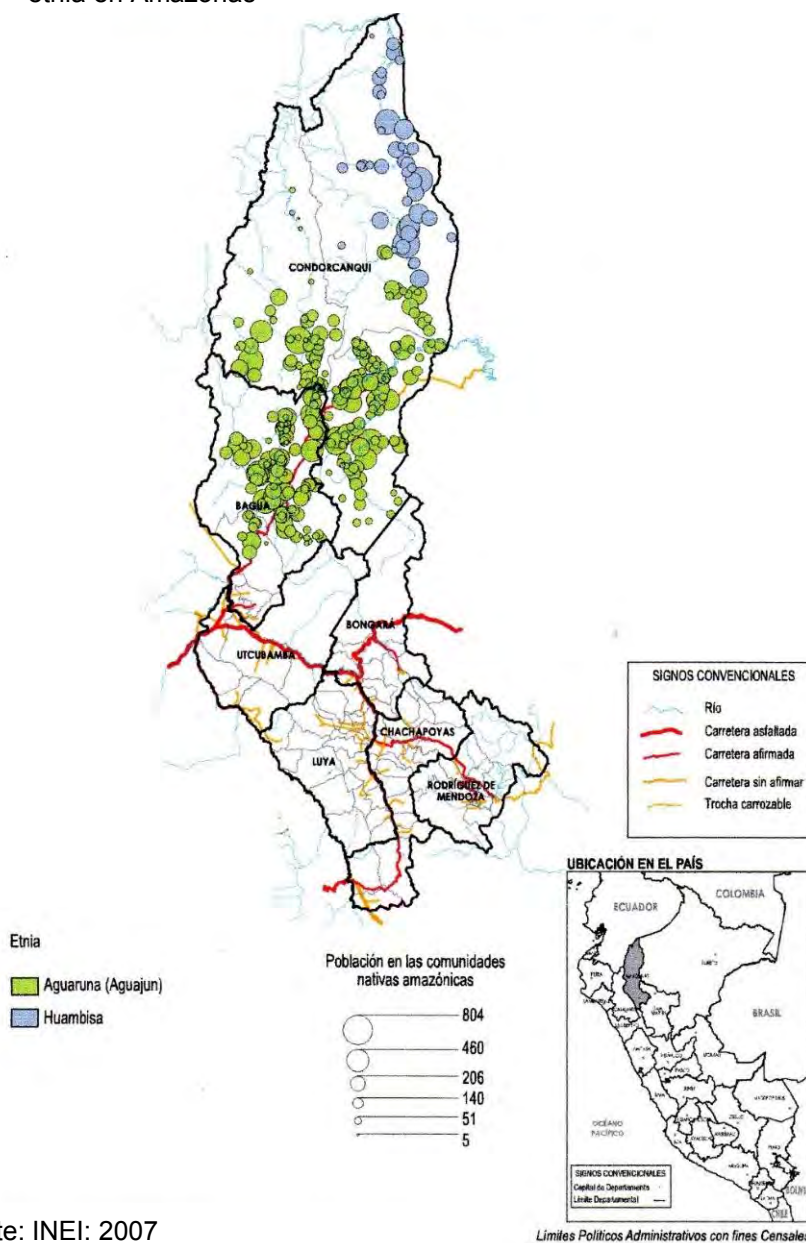 etnia en Amazonas
CONDORCANQUI
BAGUA
BONGARÁ
UTCUBAMBA
CHACHAPOYAS
LUYA
RODRÍGUEZ DE
MENDOZA
SIGNOS CONVENCIONALES
Río
Carretera asfaltada
Carretera afirmada
Carretera sin afirmar
Trocha carrozable
UBICACIÓN EN EL PAÍS
COLOMBIA
ECUADOR
BRASIL
OCÉANO
PACÍFICO
SIGNOS CONVENCIONALES
Capital de Departamento
Límite Departamental
CHILE
Etnia
Aguaruna (Aguajun)
Huambisa
Población en las comunidades
nativas amazónicas
804
460
206
140
51
5
te: INEI: 2007
Límites Políticos Administrativos con fines Censales